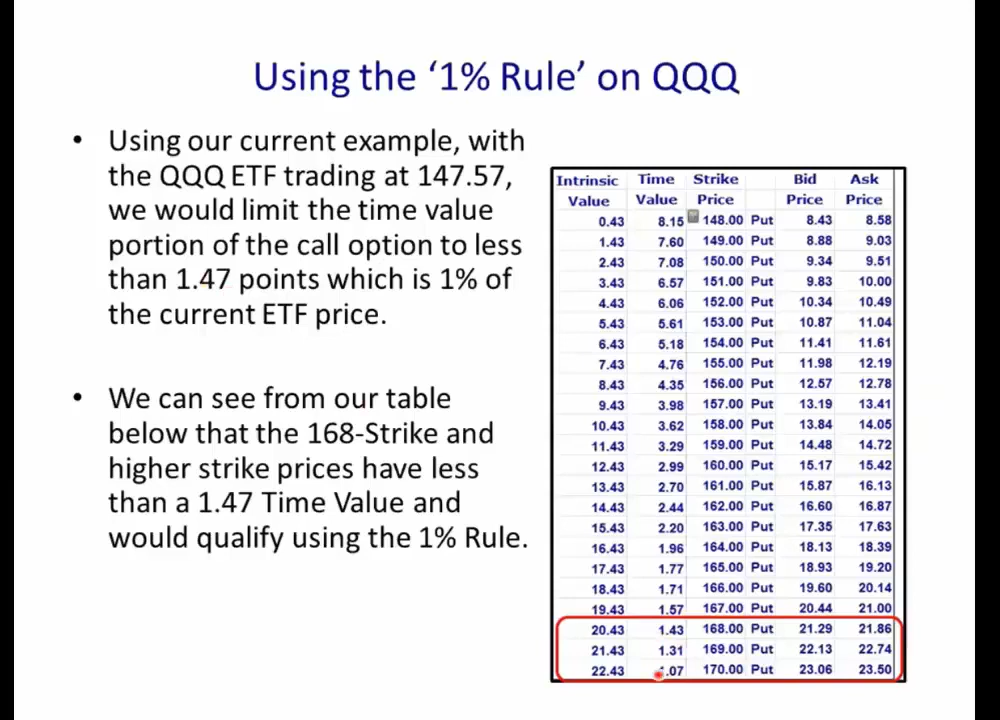 Using the ‘1% Rule’ on QQQ
• Using our current example, with
the QQQ ETF trading at 147.57,
we would limit the time value
portion of the call option to less
than 1.47 points which is 1% of
the current ETF price.
• We can see from our table
below that the 168-Strike and
higher strike prices have less
than a 1.47 Time Value and
would qualify using the 1% Rule.
Intrinsic Time Strike Bid Ask
Value Value Price Price Price
0.43 8.15 148.00 Put 8.43 8.58
1.43 7.60 149.00 Put 8.88 9.03
2.43 7.08 150.00 Put 9.34 9.51
3.43 6.57 151.00 Put 9.83 10.00
4.43 6.06 152.00 Put 10.34 10.49
5.43 5.61 153.00 Put 10.87 11.04
6.43 5.18 154.00 Put 11.41 11.61
7.43 4.76 155.00 Put 11.98 12.19
8.43 4.35 156.00 Put 12.57 12.78
9.43 3.98 157.00 Put 13.19 13.41
10.43 3.62 158.00 Put 13.84 14.05
11.43 3.29 159.00 Put 14.48 14.72
12.43 2.99 160.00 Put 15.17 15.42
13.43 2.70 161.00 Put 15.87 16.13
14.43 2.44 162.00 Put 16.60 16.87
15.43 2.20 163.00 Put 17.35 17.63
16.43 1.96 164.00 Put 18.13 18.39
17.43 1.77 165.00 Put 18.93 19.20
18.43 1.71 166.00 Put 19.60 20.14
19.43 1.57 167.00 Put 20.44 21.00
20.43 1.43 168.00 Put 21.29 21.86
21.43 1.31 169.00 Put 22.13 22.74
22.43 1.07 170.00 Put 23.06 23.50